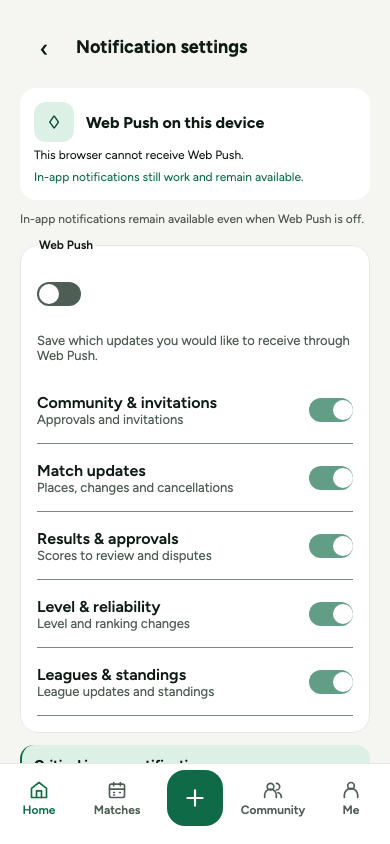 Notification settings
Web Push on this device
This browser cannot receive Web Push.
In-app notifications still work and remain available.
In-app notifications remain available even when Web Push is off.
Web Push
Save which updates you would like to receive through
Web Push.
Community & invitations
Approvals and invitations
Match updates
Places, changes and cancellations
Results & approvals
Scores to review and disputes
Level & reliability
Level and ranking changes
Leagues & standings
League updates and standings
Home
Matches
Community
Me